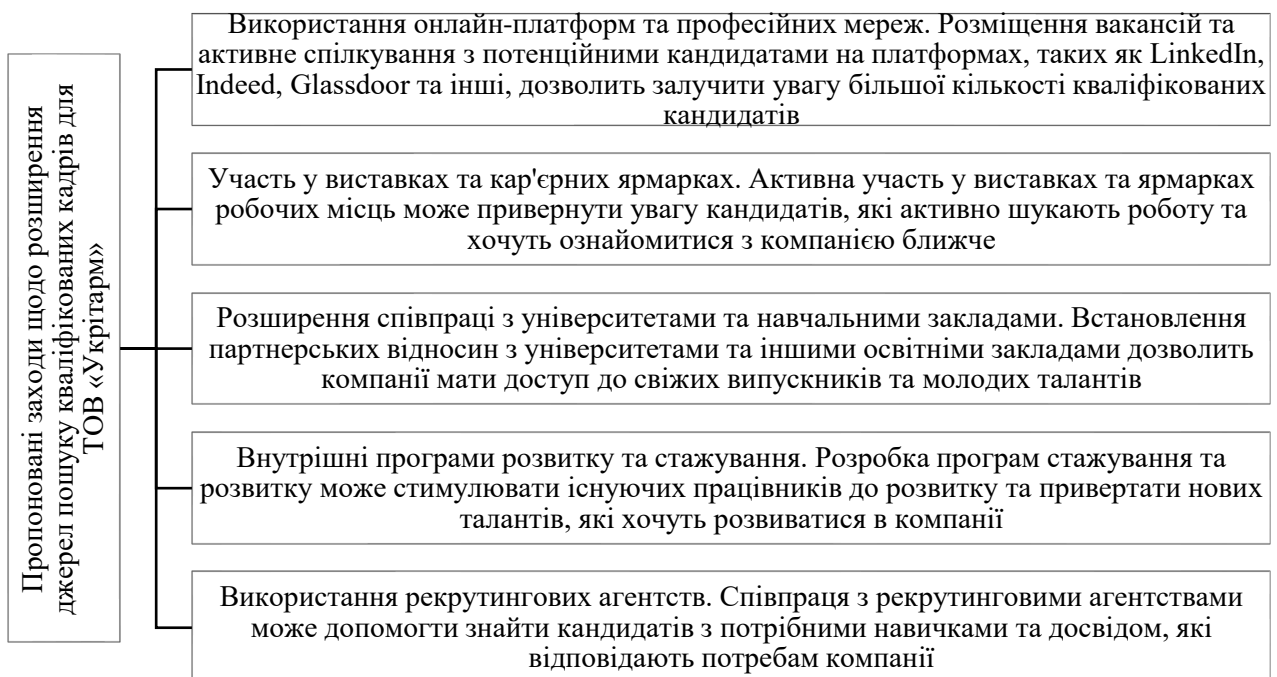 Пропоновані заходи щодо розширення
джерел пошуку кваліфікованих кадрів для
ТОВ «Укрітарм»
Використання онлайн-платформ та професійних мереж. Розміщення вакансій та
активне спілкування з потенційними кандидатами на платформах, таких як LinkedIn,
Indeed, Glassdoor та інші, дозволить залучити увагу більшої кількості кваліфікованих
кандидатів
Участь у виставках та кар'єрних ярмарках. Активна участь у виставках та ярмарках
робочих місць може привернути увагу кандидатів, які активно шукають роботу та
хочуть ознайомитися з компанією ближче
Розширення співпраці з університетами та навчальними закладами. Встановлення
партнерських відносин з університетами та іншими освітніми закладами дозволить
компанії мати доступ до свіжих випускників та молодих талантів
Внутрішні програми розвитку та стажування. Розробка програм стажування та
розвитку може стимулювати існуючих працівників до розвитку та привертати нових
талантів, які хочуть розвиватися в компанії
Використання рекрутингових агентств. Співпраця з рекрутинговими агентствами
може допомогти знайти кандидатів з потрібними навичками та досвідом, які
відповідають потребам компанії